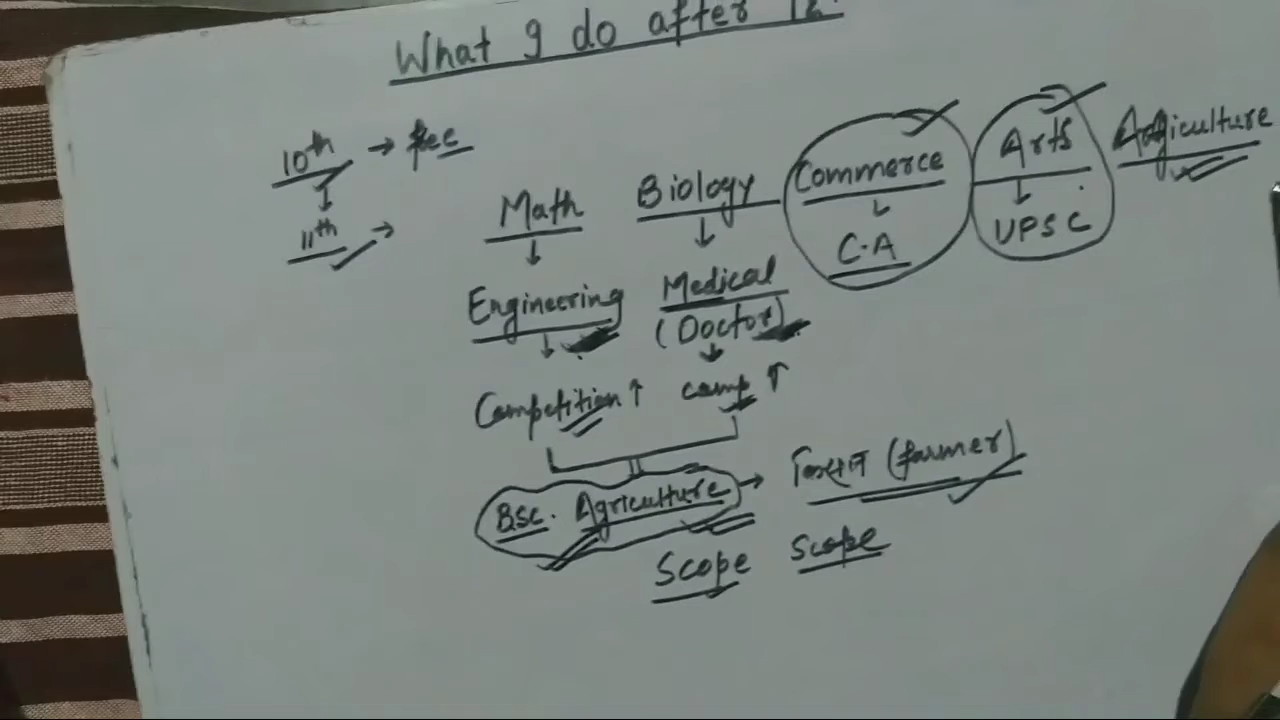 What I do after 12
10th →
11th →
Math Biology Commerce Arts Agriculture
Engineering Medical C.A UPSC
(Doctor)
Competition ↑ comp ↑
BSc. Agriculture → किसान (farmer)
Scope Scope